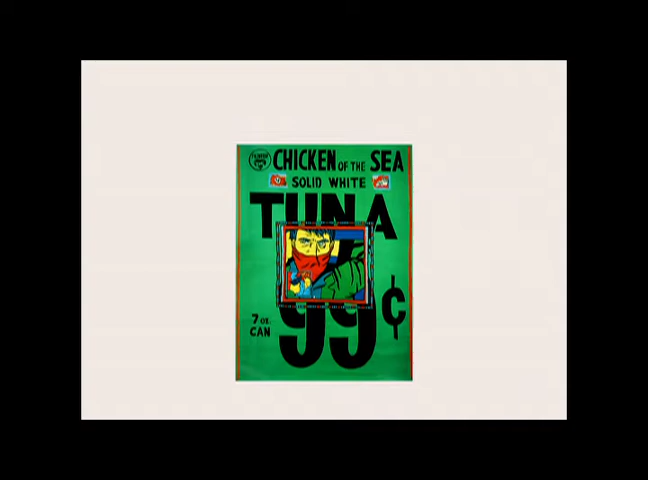 CHICKEN OF THE SEA
SOLID WHITE
TUNA
99¢
7 OZ.
CAN